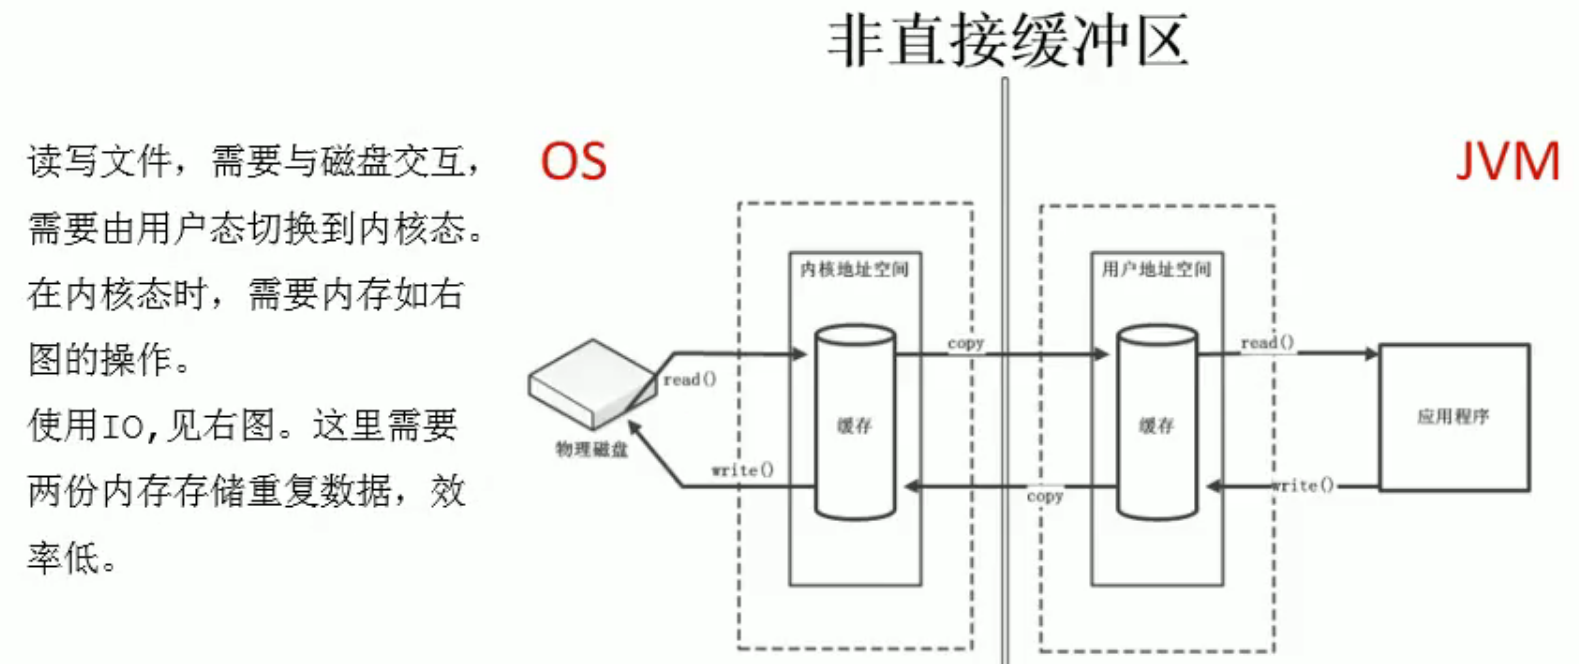 非直接缓冲区
读写文件，需要与磁盘交互，
需要由用户态切换到内核态。
在内核态时，需要内存如右
图的操作。
使用IO,见右图。这里需要
两份内存存储重复数据，效
率低。
OS
JVM
内核地址空间
用户地址空间
copy
read()
read()
缓存
缓存
应用程序
物理磁盘
write()
copy
write()